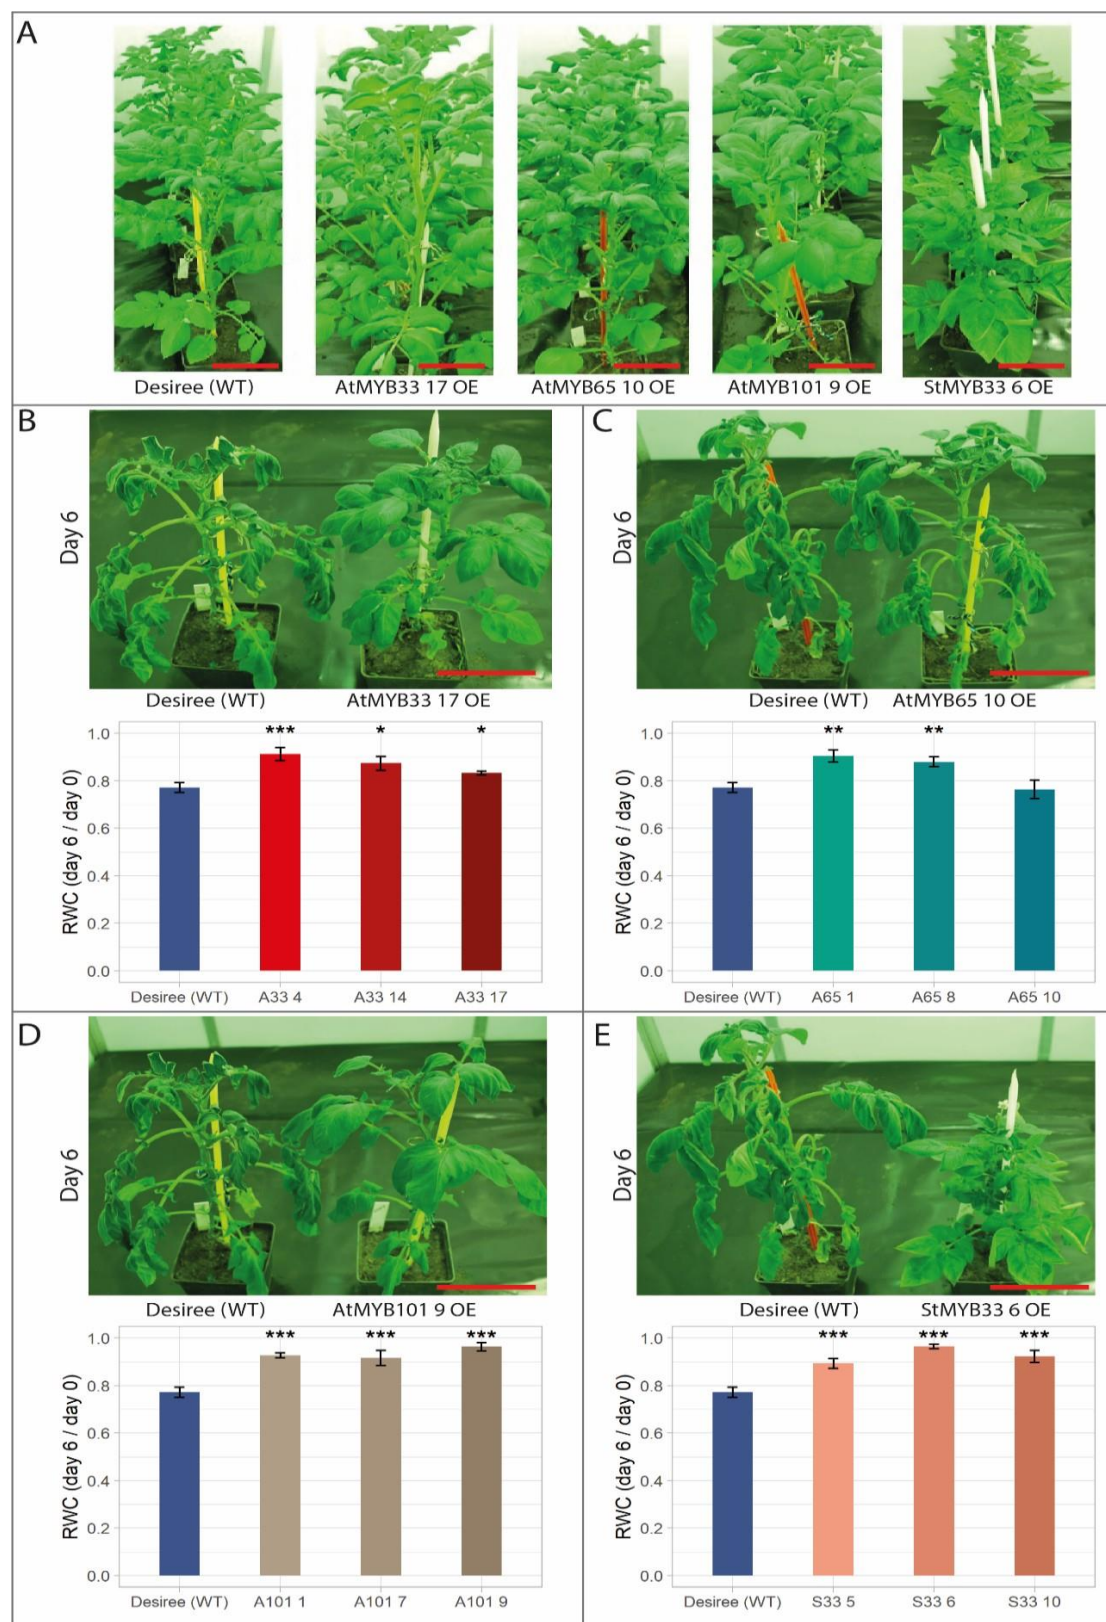 A
Desiree (WT) AtMYB33 17 OE AtMYB65 10 OE AtMYB101 9 OE StMYB33 6 OE
B
Day 6
Desiree (WT) AtMYB33 17 OE
RWC (day 6 / day 0)
1.0
0.8
0.6
0.4
0.2
0.0
*** * *
Desiree (WT) A33 4 A33 14 A33 17
C
Day 6
Desiree (WT) AtMYB65 10 OE
RWC (day 6 / day 0)
1.0
0.8
0.6
0.4
0.2
0.0
** **
Desiree (WT) A65 1 A65 8 A65 10
D
Day 6
Desiree (WT) AtMYB101 9 OE
RWC (day 6 / day 0)
1.0
0.8
0.6
0.4
0.2
0.0
*** *** ***
Desiree (WT) A101 1 A101 7 A101 9
E
Day 6
Desiree (WT) StMYB33 6 OE
RWC (day 6 / day 0)
1.0
0.8
0.6
0.4
0.2
0.0
*** *** ***
Desiree (WT) S33 5 S33 6 S33 10